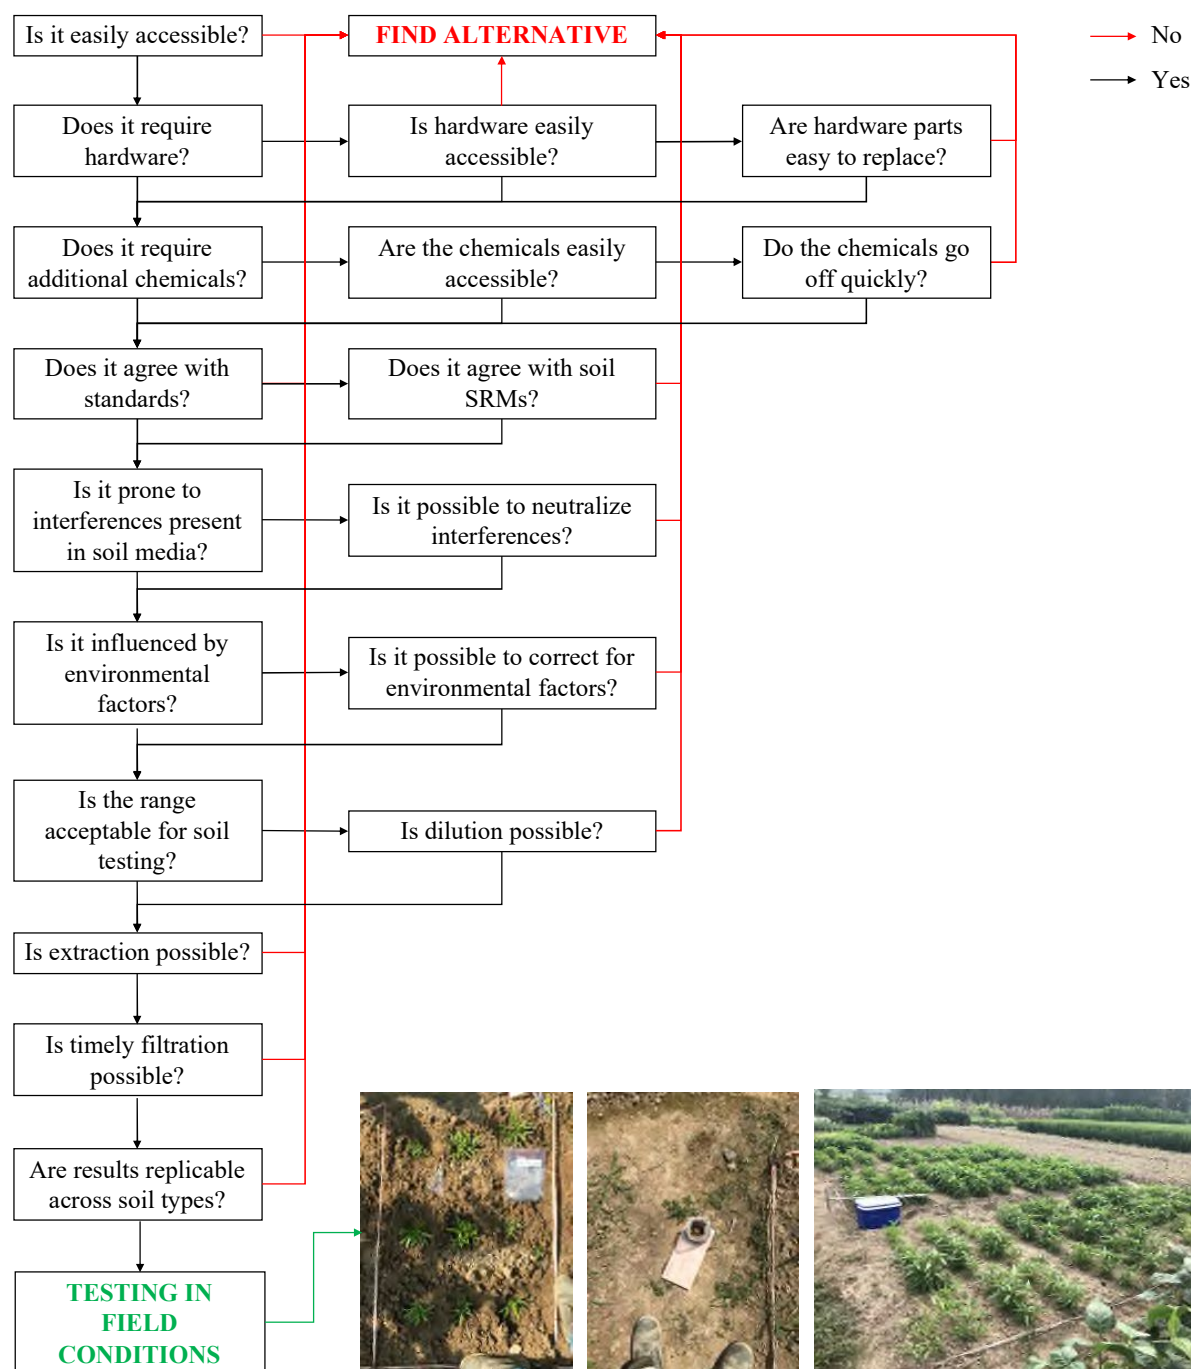 Is it easily accessible?
FIND ALTERNATIVE
No
Yes
Does it require
hardware?
Is hardware easily
accessible?
Are hardware parts
easy to replace?
Does it require
additional chemicals?
Are the chemicals easily
accessible?
Do the chemicals go
off quickly?
Does it agree with
standards?
Does it agree with soil
SRMs?
Is it prone to
interferences present
in soil media?
Is it possible to neutralize
interferences?
Is it influenced by
environmental
factors?
Is it possible to correct for
environmental factors?
Is the range
acceptable for soil
testing?
Is dilution possible?
Is extraction possible?
Is timely filtration
possible?
Are results replicable
across soil types?
TESTING IN
FIELD
CONDITIONS